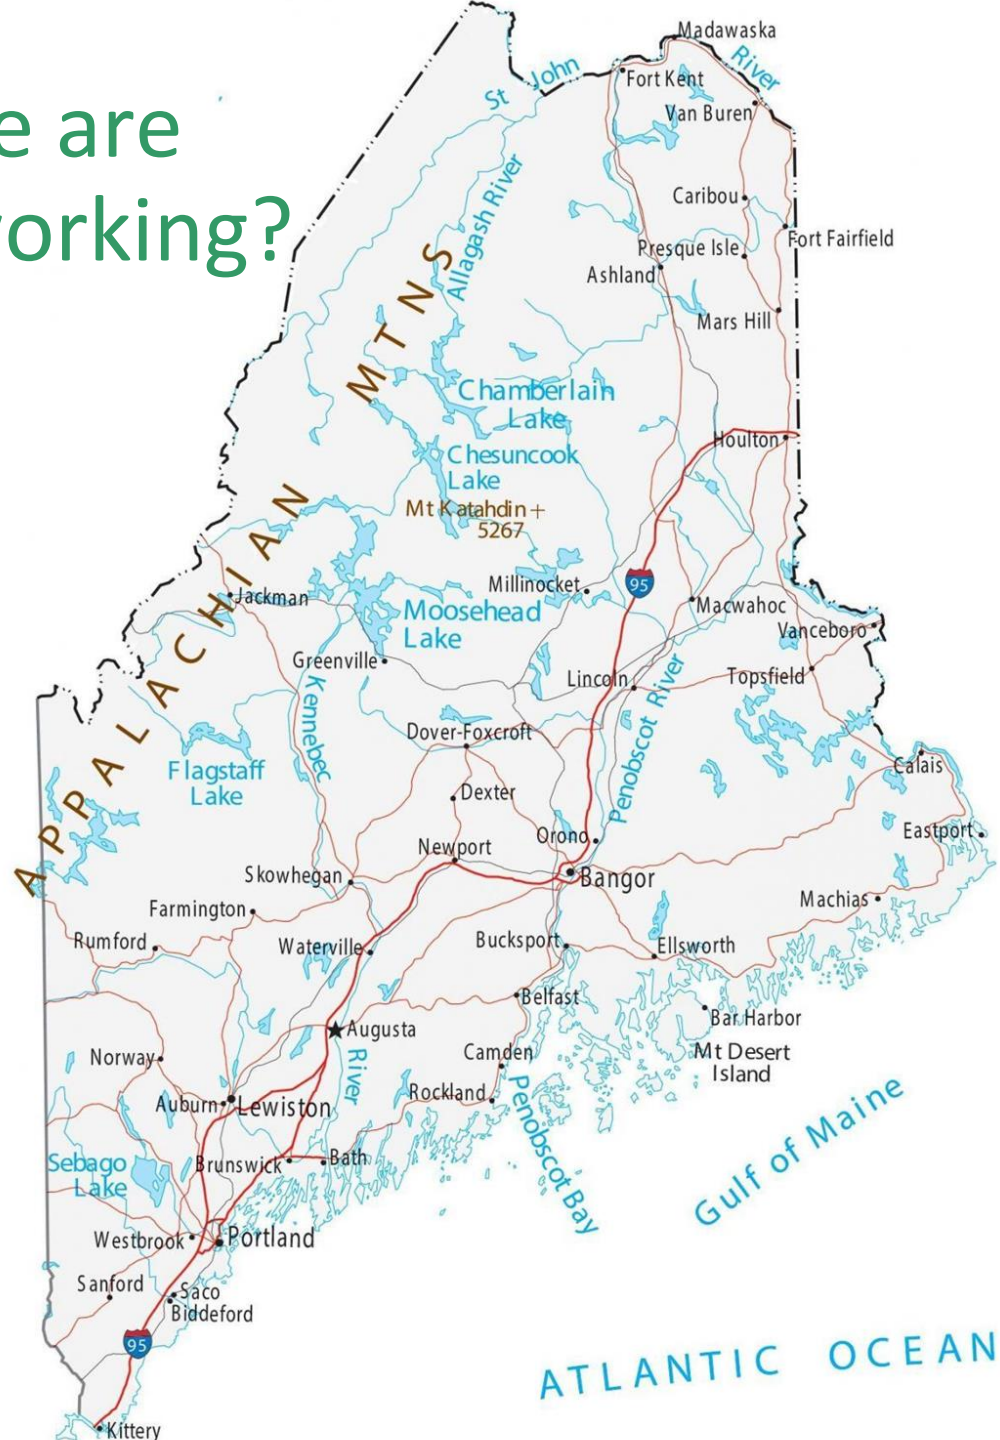 e are
orking?
Madawaska
St John River
Fort Kent
Van Buren
Allagash River
Caribou
Fort Fairfield
Presque Isle
Ashland
Mars Hill
APPALACHIAN MTNS
Chamberlain
Lake
Houlton
Chesuncook
Lake
Mt Katahdin+
5267
95
Millinocket
Jackman
Moosehead
Lake
Macwahoc
Vanceboro
Greenville
Lincoln
Topsfield
Kennebec
Penobscot River
Dover-Foxcroft
Flagstaff
Lake
Calais
Dexter
Orono
Eastport
Newport
Skowhegan
Bangor
Machias
Farmington
Rumford
Waterville
Bucksport
Ellsworth
Belfast
Bar Harbor
Augusta
Mt Desert
Island
Norway
River
Camden
Rockland
Auburn
Lewiston
Penobscot Bay
Gulf of Maine
Sebago
Lake
Brunswick
Bath
Westbrook
Portland
Sanford
Saco
Biddeford
95
ATLANTIC OCEAN
Kittery